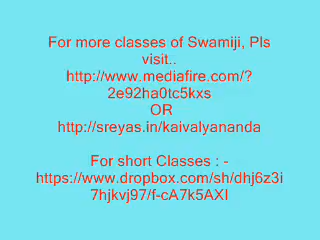 For more classes of Swamiji, Pls
visit..
http://www.mediafire.com/?
2e92ha0tc5kxs
OR
http://sreyas.in/kaivalyananda
For short Classes : -
https://www.dropbox.com/sh/dhj6z3i
7hjkvj97/f-cA7k5AXI